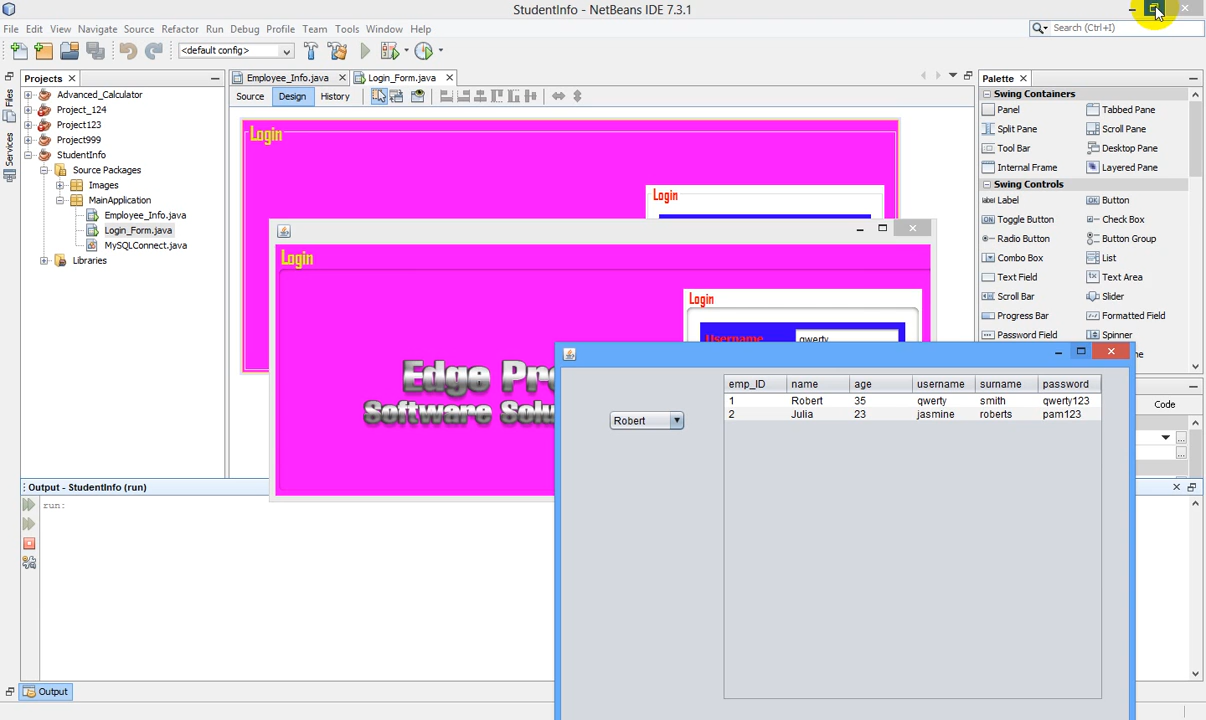 StudentInfo - NetBeans IDE 7.3.1
File Edit View Navigate Source Refactor Run Debug Profile Team Tools Window Help
Search (Ctrl+I)
<default config>
Projects
Employee_Info.java
Login_Form.java
Palette
Files
Services
Source Design History
Advanced_Calculator
Project_124
Project123
Project999
StudentInfo
Source Packages
Images
MainApplication
Employee_Info.java
Login_Form.java
MySQLConnect.java
Libraries
Swing Containers
Panel Tabbed Pane
Split Pane Scroll Pane
Tool Bar Desktop Pane
Internal Frame Layered Pane
Swing Controls
Label Button
Toggle Button Check Box
Radio Button Button Group
Combo Box List
Text Field Text Area
Scroll Bar Slider
Progress Bar Formatted Field
Password Field Spinner
Code
Login
Login
Login
Login
Username qwerty
Edge
Software
emp_ID name age username surname password
1 Robert 35 qwerty smith qwerty123
2 Julia 23 jasmine roberts pam123
Robert
Output - StudentInfo (run)
run:
Output